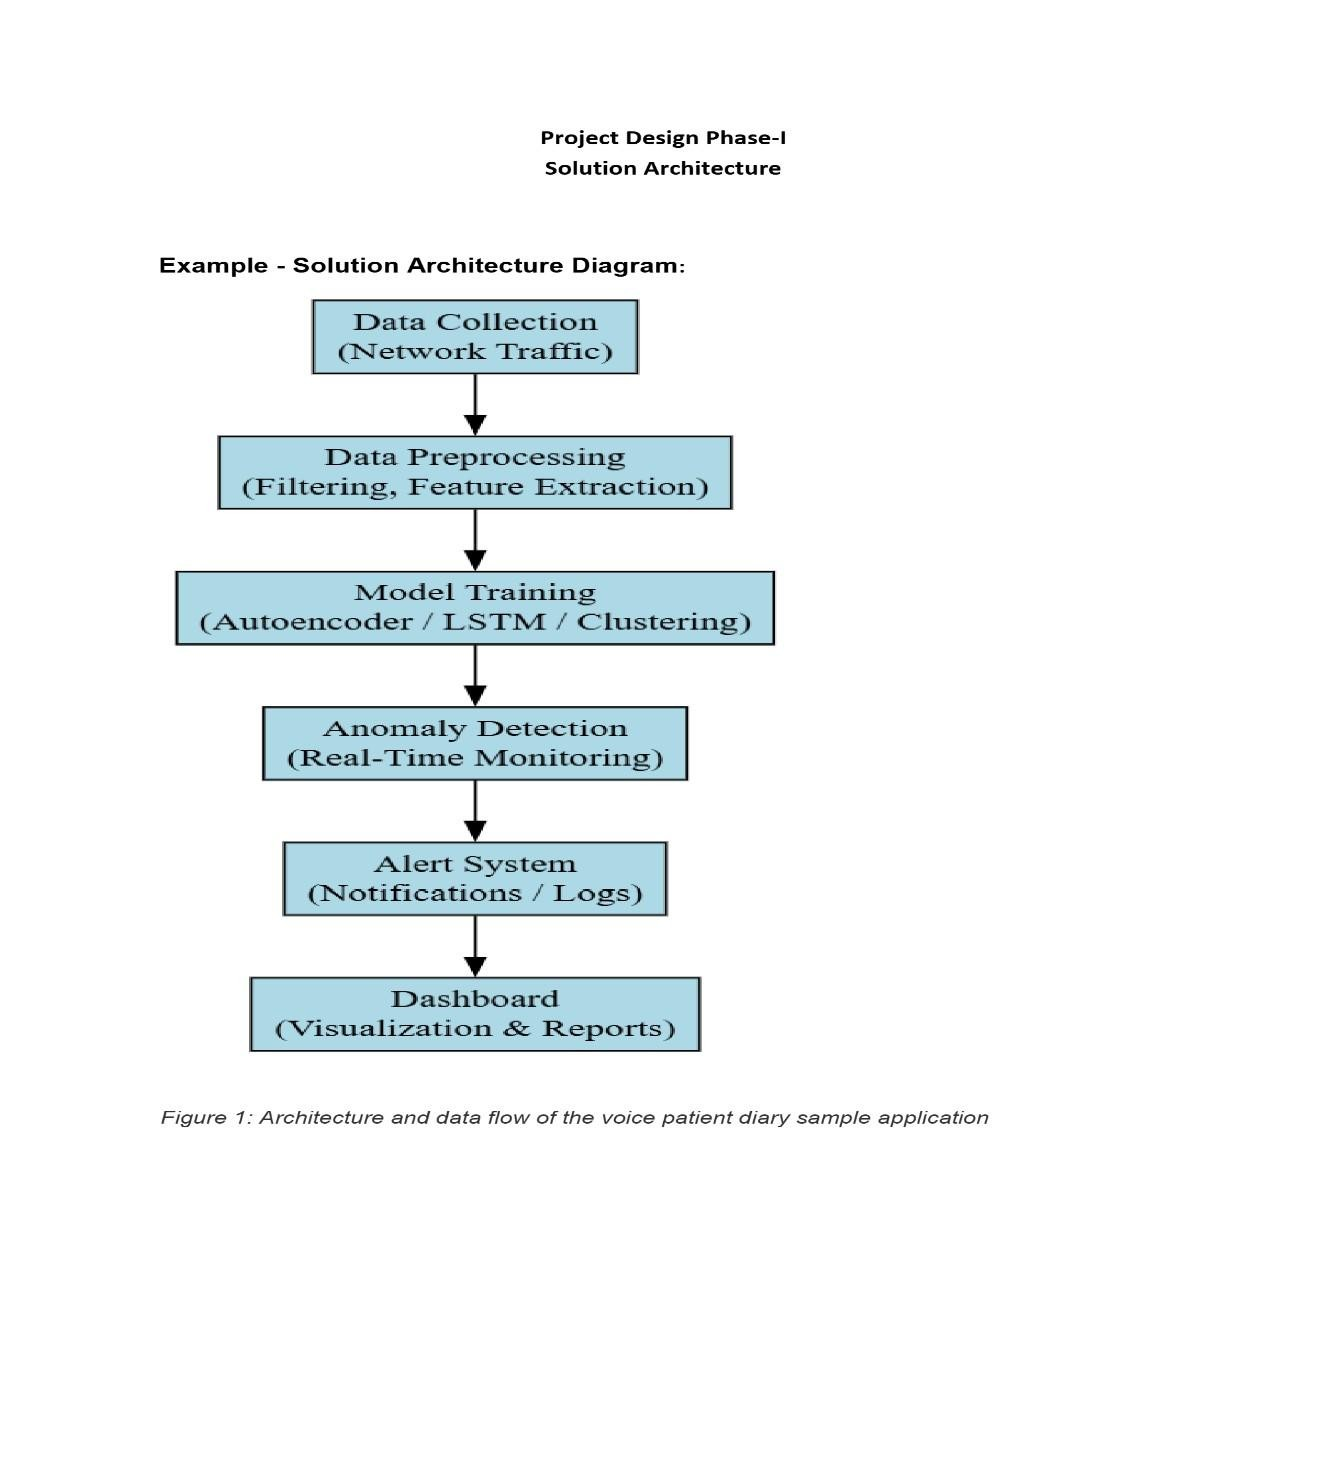 Project Design Phase-I
Solution Architecture
Example - Solution Architecture Diagram:
Data Collection
(Network Traffic)
Data Preprocessing
(Filtering, Feature Extraction)
Model Training
(Autoencoder / LSTM / Clustering)
Anomaly Detection
(Real-Time Monitoring)
Alert System
(Notifications / Logs)
Dashboard
(Visualization & Reports)
Figure 1: Architecture and data flow of the voice patient diary sample application